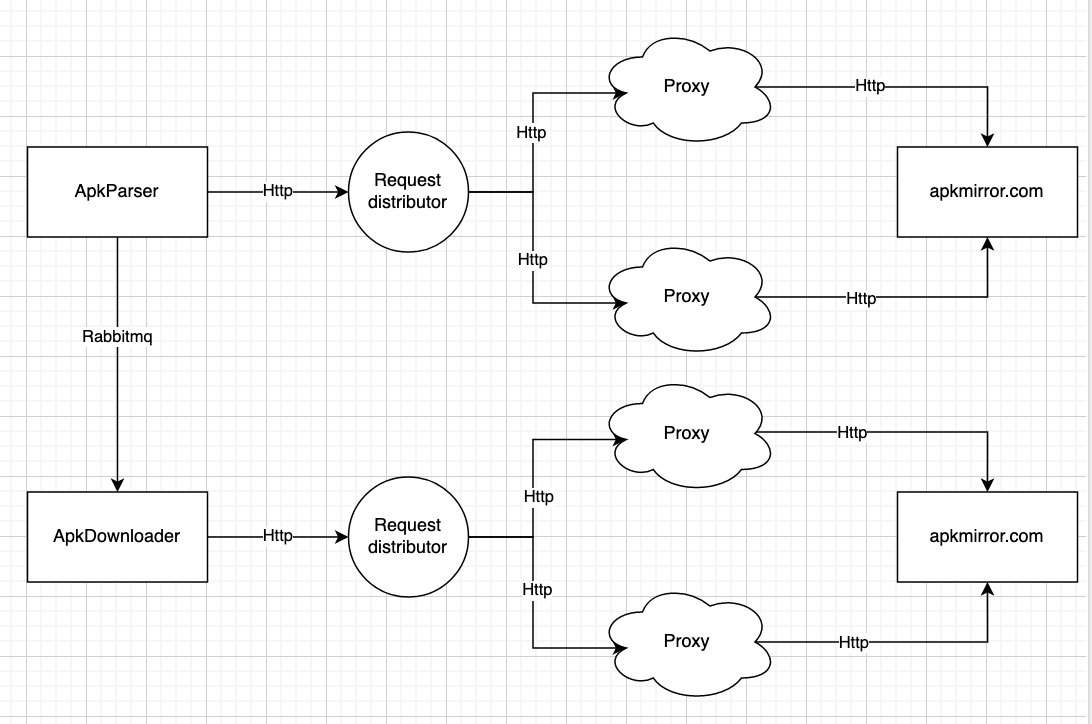 Proxy
Http
Http
ApkParser
Http
Request
distributor
apkmirror.com
Http
Proxy
Http
Rabbitmq
Proxy
Http
Http
ApkDownloader
Http
Request
distributor
apkmirror.com
Http
Proxy
Http